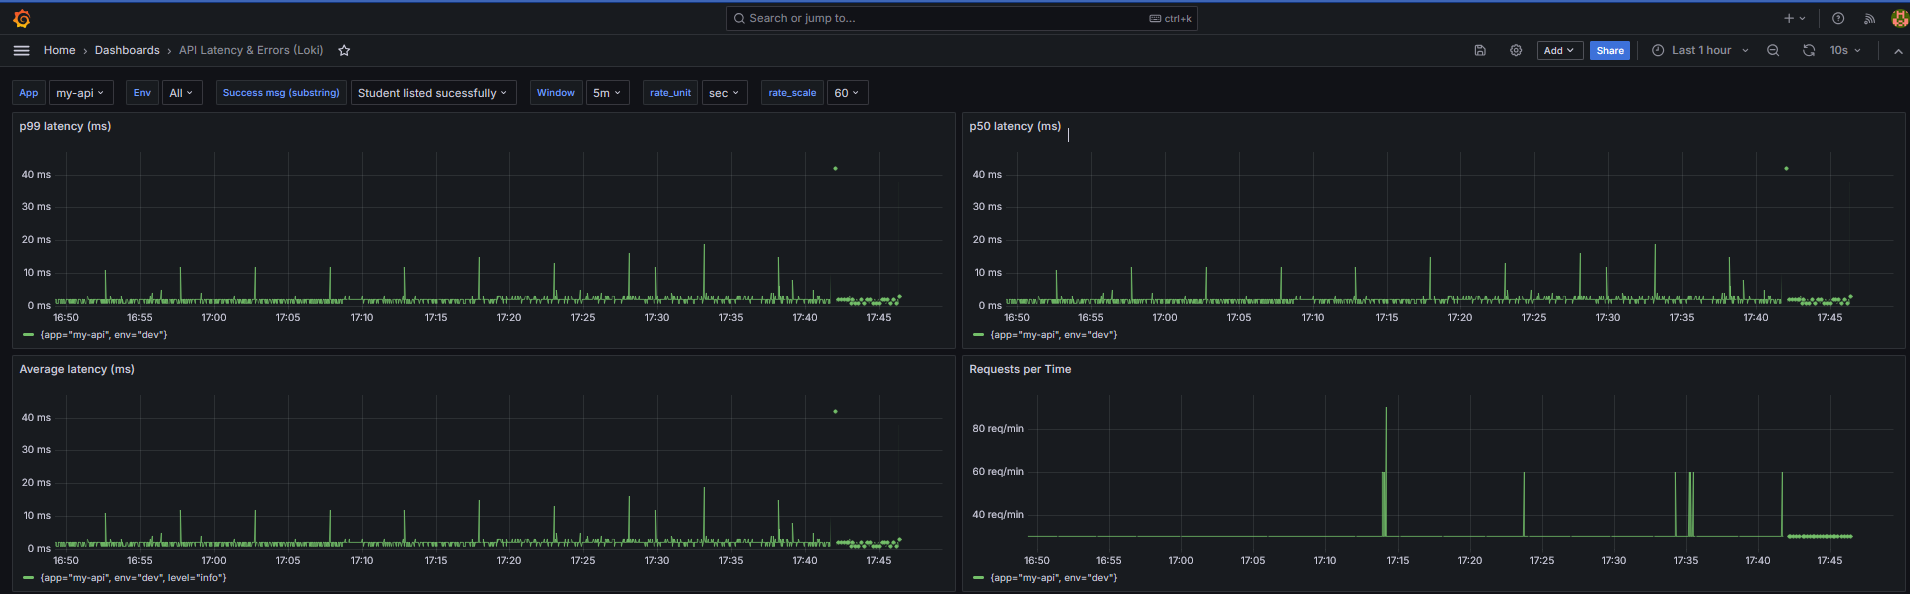 Search or jump to... ctrl+k
Home › Dashboards › API Latency & Errors (Loki) Add Share Last 1 hour 10s
App my-api Env All Success msg (substring) Student listed sucessfully Window 5m rate_unit sec rate_scale 60
p99 latency (ms)
40 ms
30 ms
20 ms
10 ms
0 ms
16:50 16:55 17:00 17:05 17:10 17:15 17:20 17:25 17:30 17:35 17:40 17:45
{app="my-api", env="dev"}
p50 latency (ms)
40 ms
30 ms
20 ms
10 ms
0 ms
16:50 16:55 17:00 17:05 17:10 17:15 17:20 17:25 17:30 17:35 17:40 17:45
{app="my-api", env="dev"}
Average latency (ms)
40 ms
30 ms
20 ms
10 ms
0 ms
16:50 16:55 17:00 17:05 17:10 17:15 17:20 17:25 17:30 17:35 17:40 17:45
{app="my-api", env="dev", level="info"}
Requests per Time
80 req/min
60 req/min
40 req/min
16:50 16:55 17:00 17:05 17:10 17:15 17:20 17:25 17:30 17:35 17:40 17:45
{app="my-api", env="dev"}